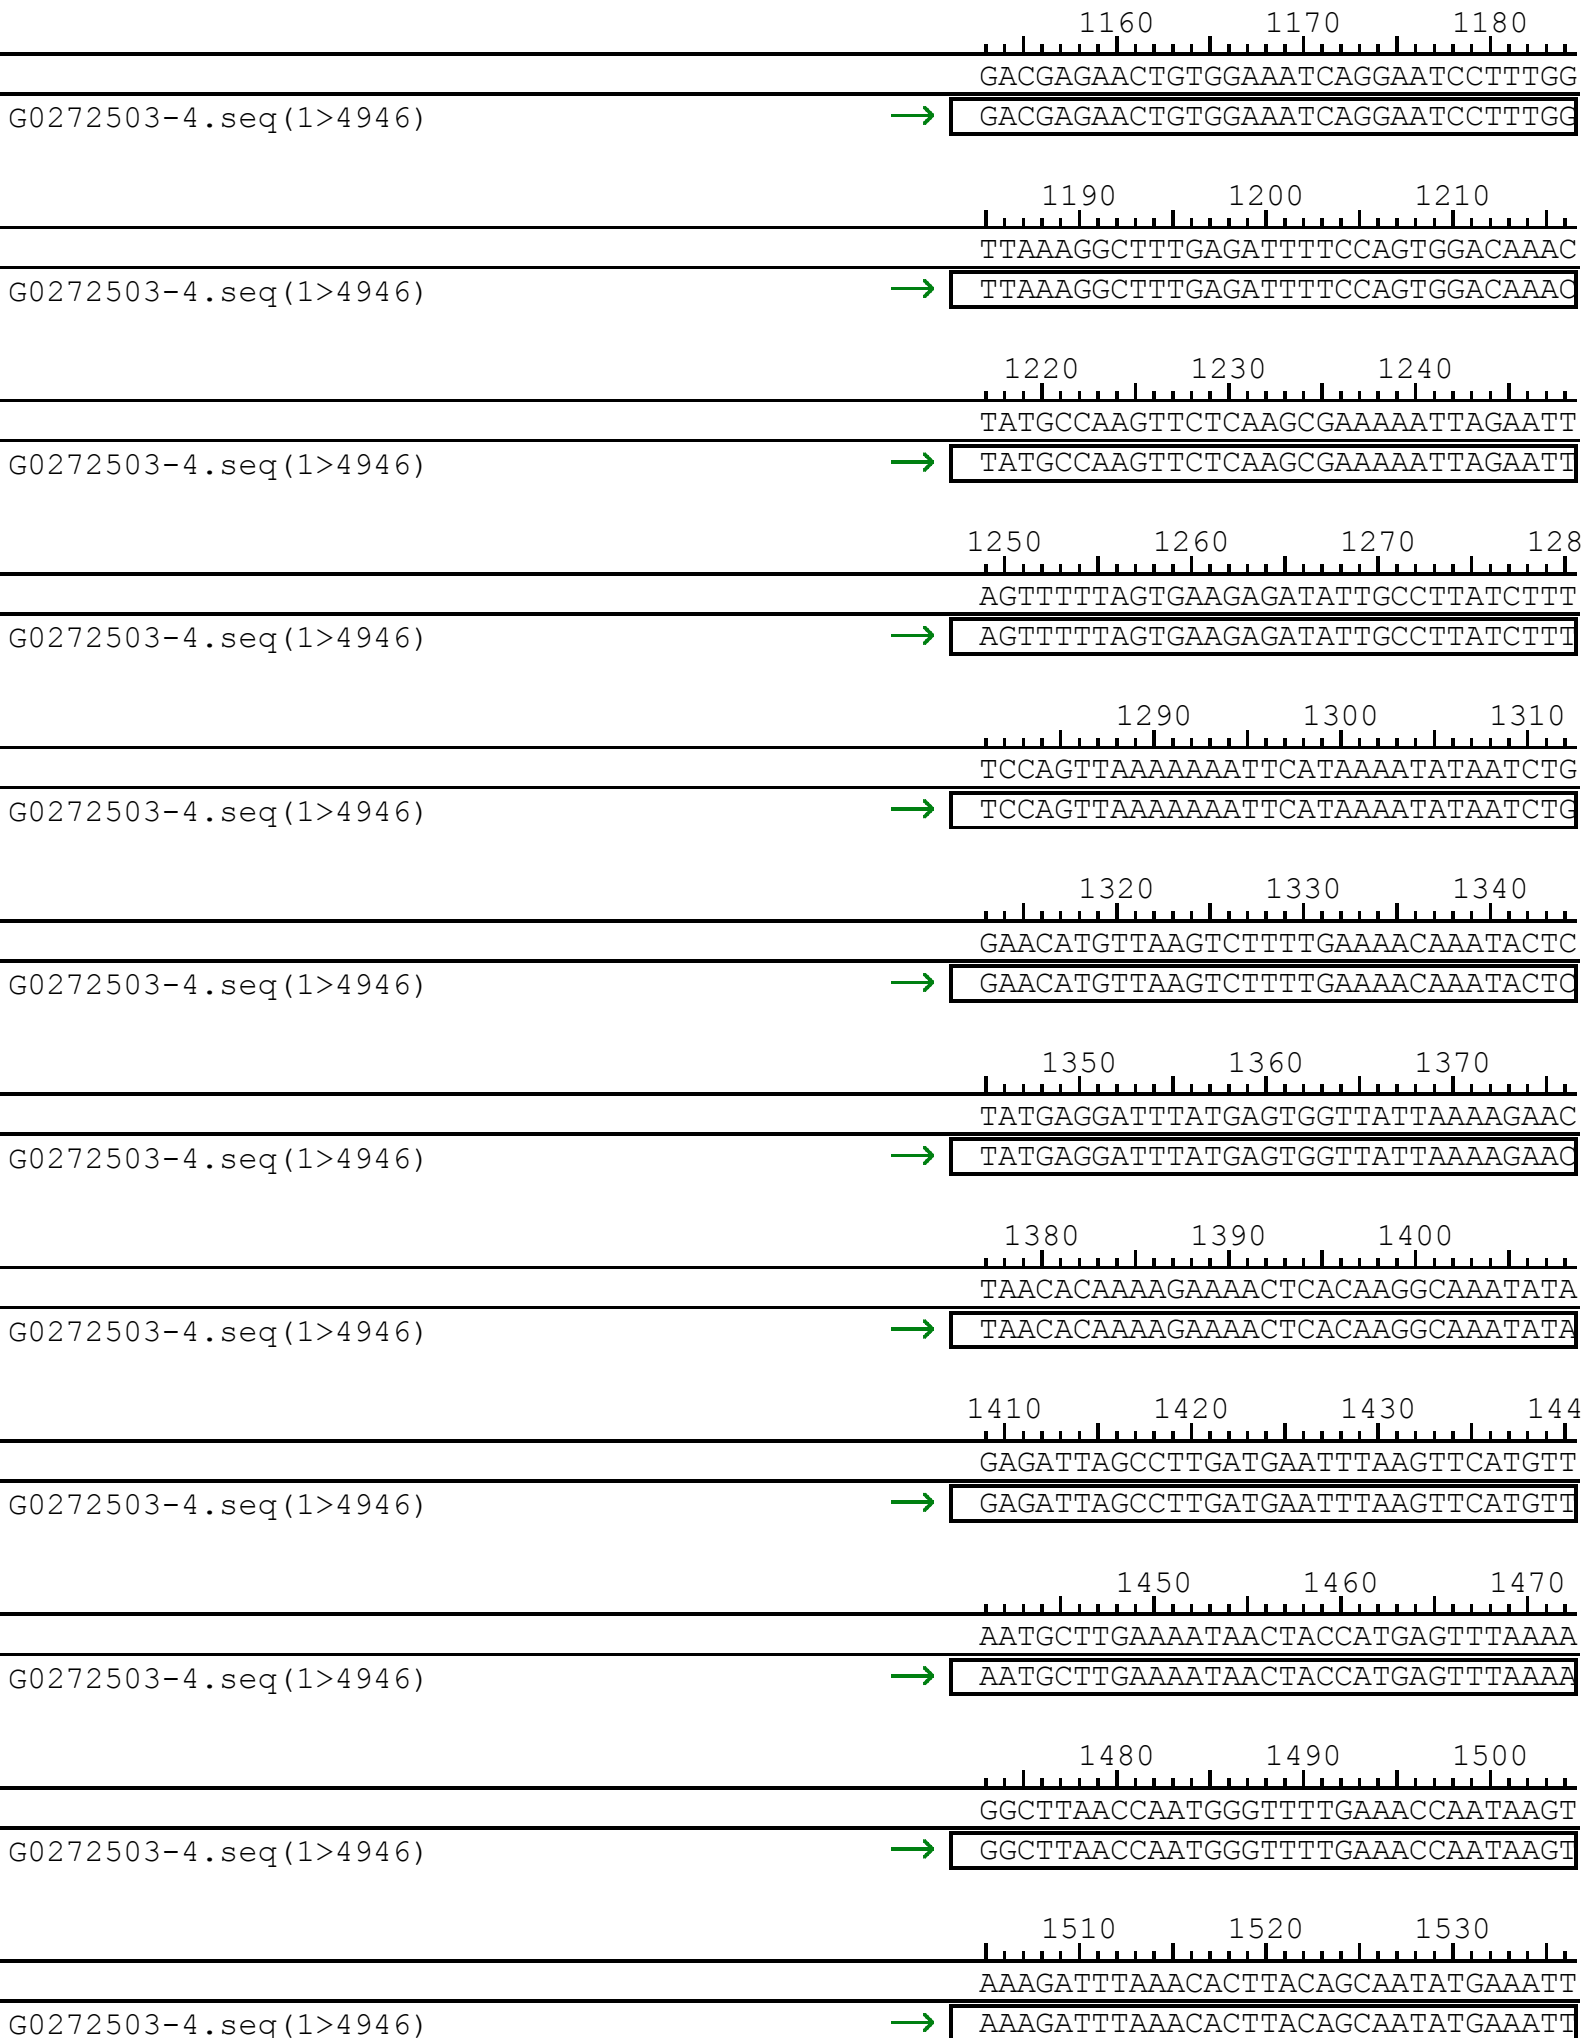 1160 1170 1180
GACGAGAACTGTGGAAATCAGGAATCCTTTGG
G0272503-4.seq(1>4946) → GACGAGAACTGTGGAAATCAGGAATCCTTTGG
1190 1200 1210
TTAAAGGCTTTGAGATTTTCCAGTGGACAAAC
G0272503-4.seq(1>4946) → TTAAAGGCTTTGAGATTTTCCAGTGGACAAAC
1220 1230 1240
TATGCCAAGTTCTCAAGCGAAAAATTAGAATT
G0272503-4.seq(1>4946) → TATGCCAAGTTCTCAAGCGAAAAATTAGAATT
1250 1260 1270 128
AGTTTTTAGTGAAGAGATATTGCCTTATCTTT
G0272503-4.seq(1>4946) → AGTTTTTAGTGAAGAGATATTGCCTTATCTTT
1290 1300 1310
TCCAGTTAAAAAAATTCATAAAATATAATCTG
G0272503-4.seq(1>4946) → TCCAGTTAAAAAAATTCATAAAATATAATCTG
1320 1330 1340
GAACATGTTAAGTCTTTTGAAAACAAATACTC
G0272503-4.seq(1>4946) → GAACATGTTAAGTCTTTTGAAAACAAATACTC
1350 1360 1370
TATGAGGATTTATGAGTGGTTATTAAAAGAAC
G0272503-4.seq(1>4946) → TATGAGGATTTATGAGTGGTTATTAAAAGAAC
1380 1390 1400
TAACACAAAAGAAAACTCACAAGGCAAATATA
G0272503-4.seq(1>4946) → TAACACAAAAGAAAACTCACAAGGCAAATATA
1410 1420 1430 144
GAGATTAGCCTTGATGAATTTAAGTTCATGTT
G0272503-4.seq(1>4946) → GAGATTAGCCTTGATGAATTTAAGTTCATGTT
1450 1460 1470
AATGCTTGAAAATAACTACCATGAGTTTAAAA
G0272503-4.seq(1>4946) → AATGCTTGAAAATAACTACCATGAGTTTAAAA
1480 1490 1500
GGCTTAACCAATGGGTTTTGAAACCAATAAGT
G0272503-4.seq(1>4946) → GGCTTAACCAATGGGTTTTGAAACCAATAAGT
1510 1520 1530
AAAGATTTAAACACTTACAGCAATATGAAATT
G0272503-4.seq(1>4946) → AAAGATTTAAACACTTACAGCAATATGAAATT